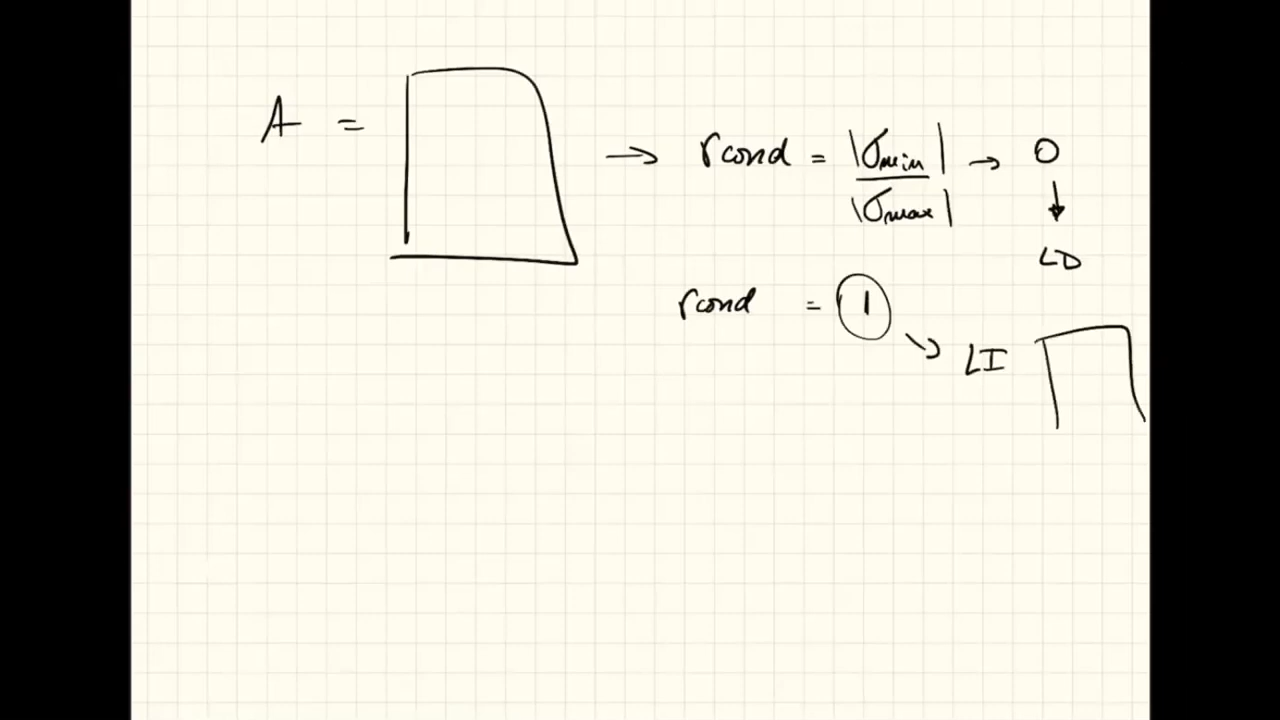 A = → rcond = |σmin| / |σmax| → 0
↓
LD
rcond = 1 → LI